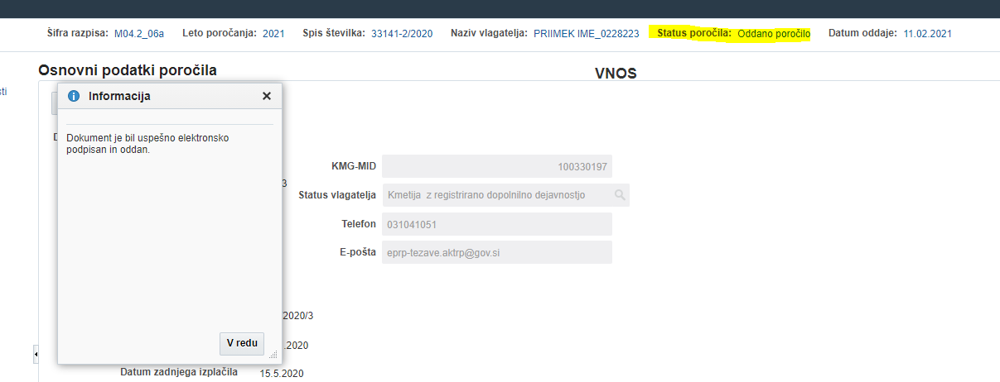 Šifra razpisa: M04.2_06a Leto poročanja: 2021 Spis številka: 33141-2/2020 Naziv vlagatelja: PRIIMEK IME_0228223 Status poročila: Oddano poročilo Datum oddaje: 11.02.2021
Osnovni podatki poročila VNOS
sti
Informacija
Dokument je bil uspešno elektronsko
podpisan in oddan.
KMG-MID 100330197
3
Status vlagatelja Kmetija z registrirano dopolnilno dejavnostjo
Telefon 031041051
E-pošta eprp-tezave.aktrp@gov.si
2020/3
V redu
.2020
Datum zadnjega izplačila 15.5.2020